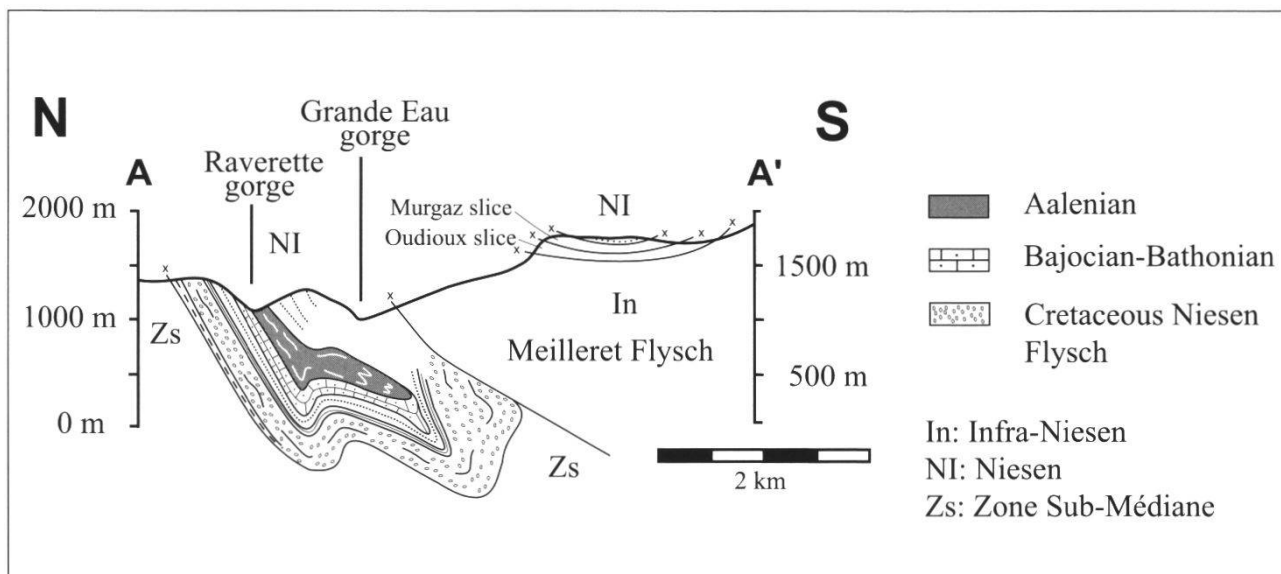 N
S
Grande Eau
gorge
Raverette
gorge
A
A'
2000 m
NI
Murgaz slice
Oudioux slice
NI
1500 m
1000 m
Zs
In
Meilleret Flysch
500 m
0 m
Zs
2 km
x
x
x
x
x
x
x
x
Aalenian
Bajocian-Bathonian
Cretaceous Niesen
Flysch
In: Infra-Niesen
NI: Niesen
Zs: Zone Sub-Médiane